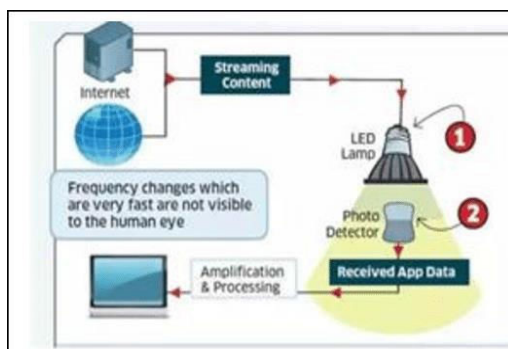 Streaming
Content
Internet
LED
Lamp
1
Frequency changes which
are very fast are not visible
to the human eye
Photo
Detector
2
Amplification
& Processing
Received App Data